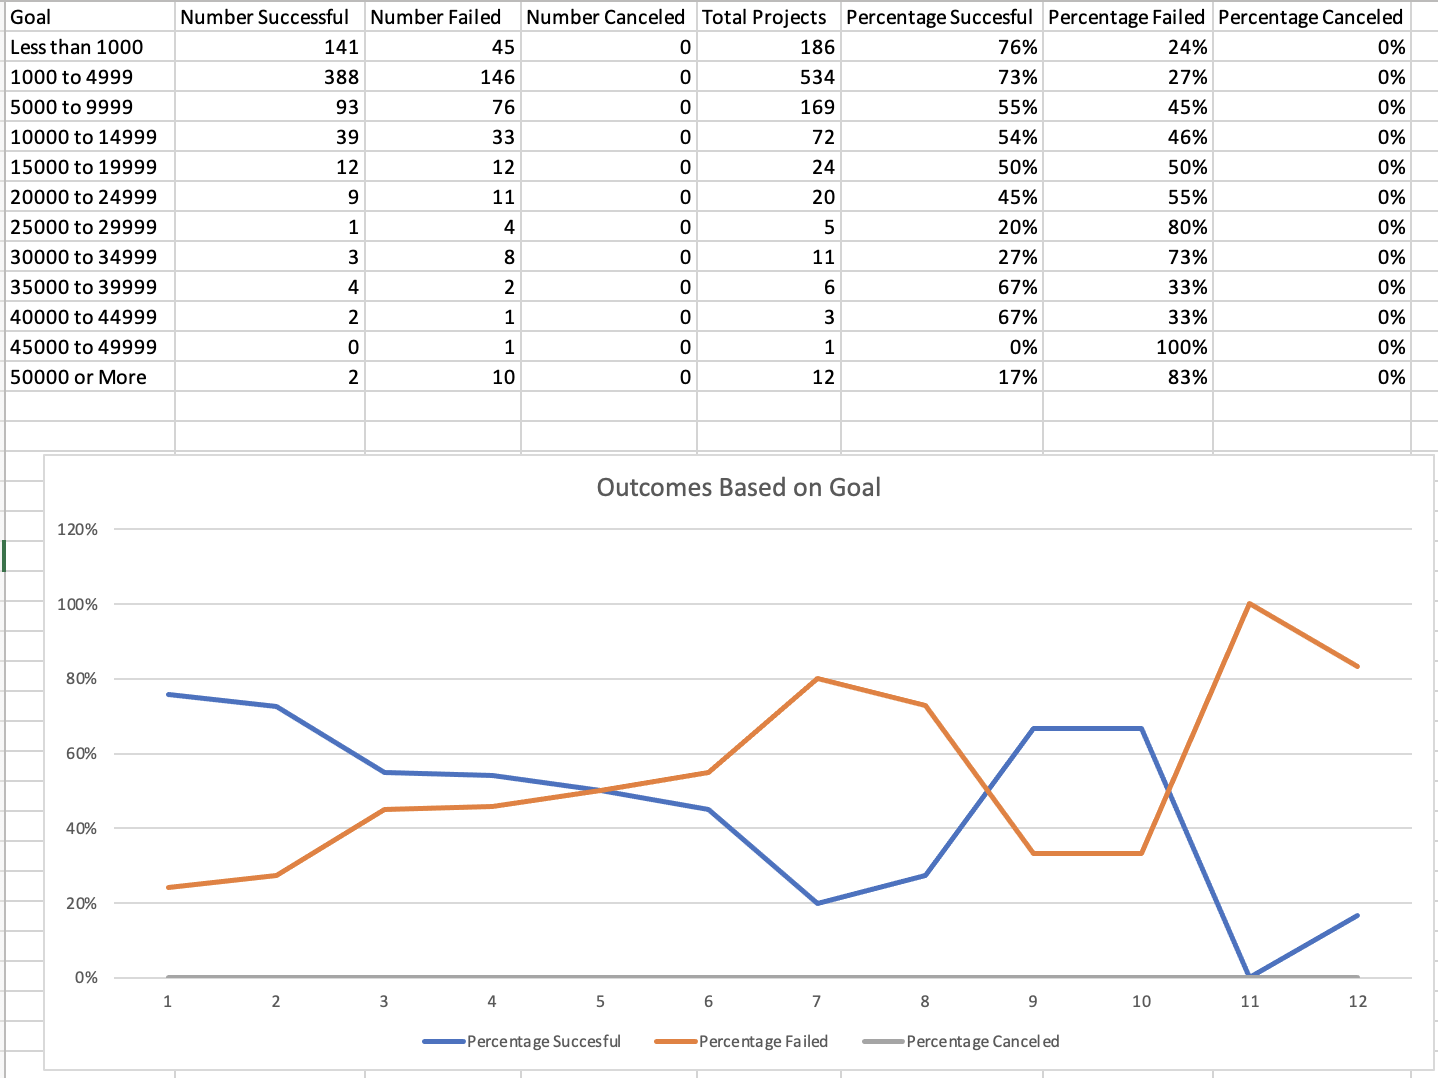 Goal Number Successful Number Failed Number Canceled Total Projects Percentage Succesful Percentage Failed Percentage Canceled
Less than 1000 141 45 0 186 76% 24% 0%
1000 to 4999 388 146 0 534 73% 27% 0%
5000 to 9999 93 76 0 169 55% 45% 0%
10000 to 14999 39 33 0 72 54% 46% 0%
15000 to 19999 12 12 0 24 50% 50% 0%
20000 to 24999 9 11 0 20 45% 55% 0%
25000 to 29999 1 4 0 5 20% 80% 0%
30000 to 34999 3 8 0 11 27% 73% 0%
35000 to 39999 4 2 0 6 67% 33% 0%
40000 to 44999 2 1 0 3 67% 33% 0%
45000 to 49999 0 1 0 1 0% 100% 0%
50000 or More 2 10 0 12 17% 83% 0%
Outcomes Based on Goal
120%
100%
80%
60%
40%
20%
0%
1 2 3 4 5 6 7 8 9 10 11 12
Percentage Succesful Percentage Failed Percentage Canceled